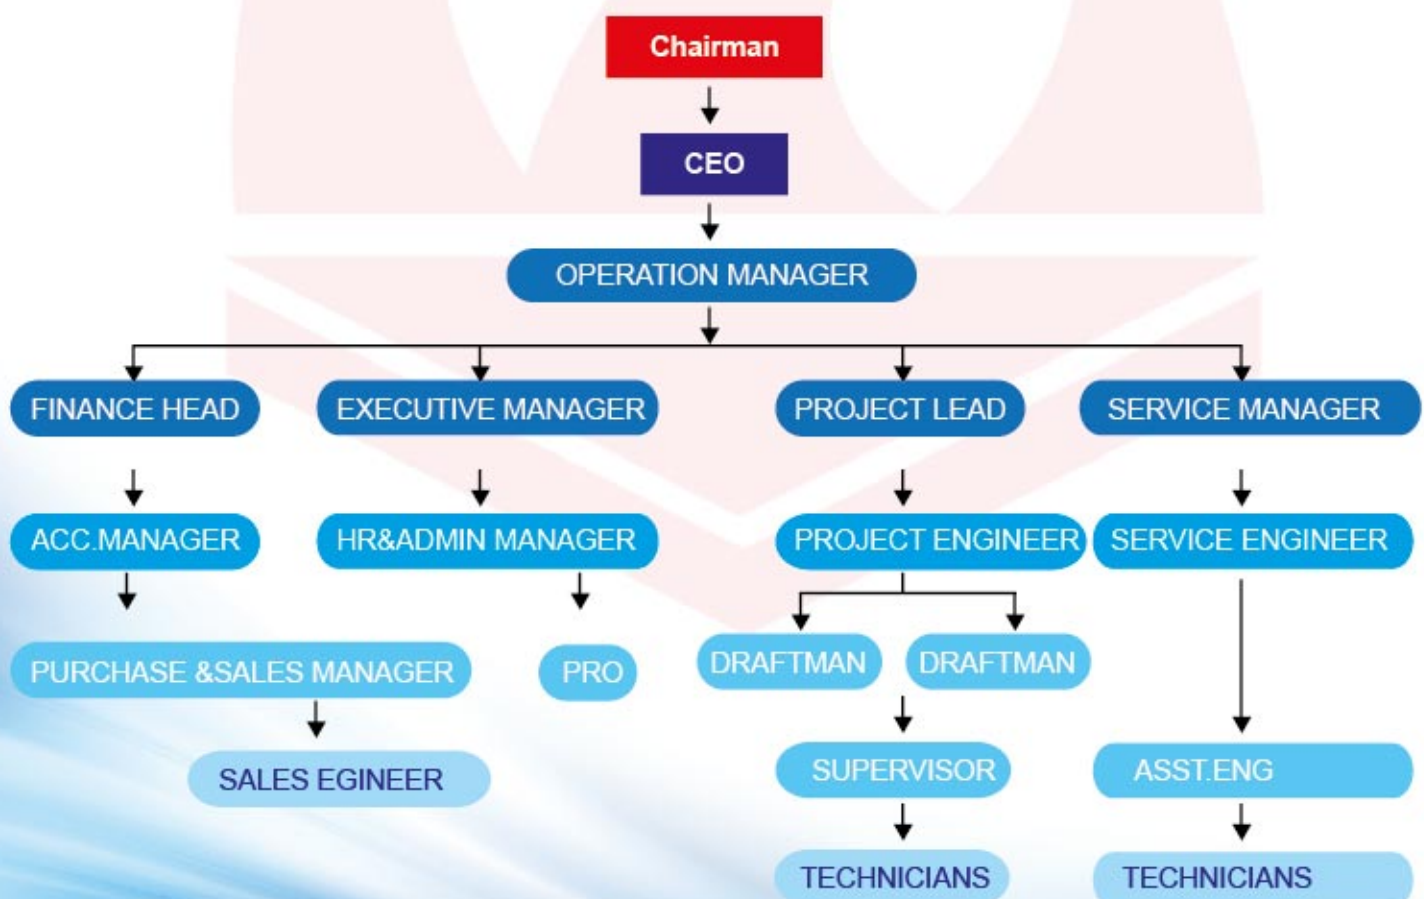 Chairman
CEO
OPERATION MANAGER
FINANCE HEAD
EXECUTIVE MANAGER
PROJECT LEAD
SERVICE MANAGER
ACC.MANAGER
HR&ADMIN MANAGER
PROJECT ENGINEER
SERVICE ENGINEER
PURCHASE &SALES MANAGER
PRO
DRAFTMAN
DRAFTMAN
SALES EGINEER
SUPERVISOR
ASST.ENG
TECHNICIANS
TECHNICIANS